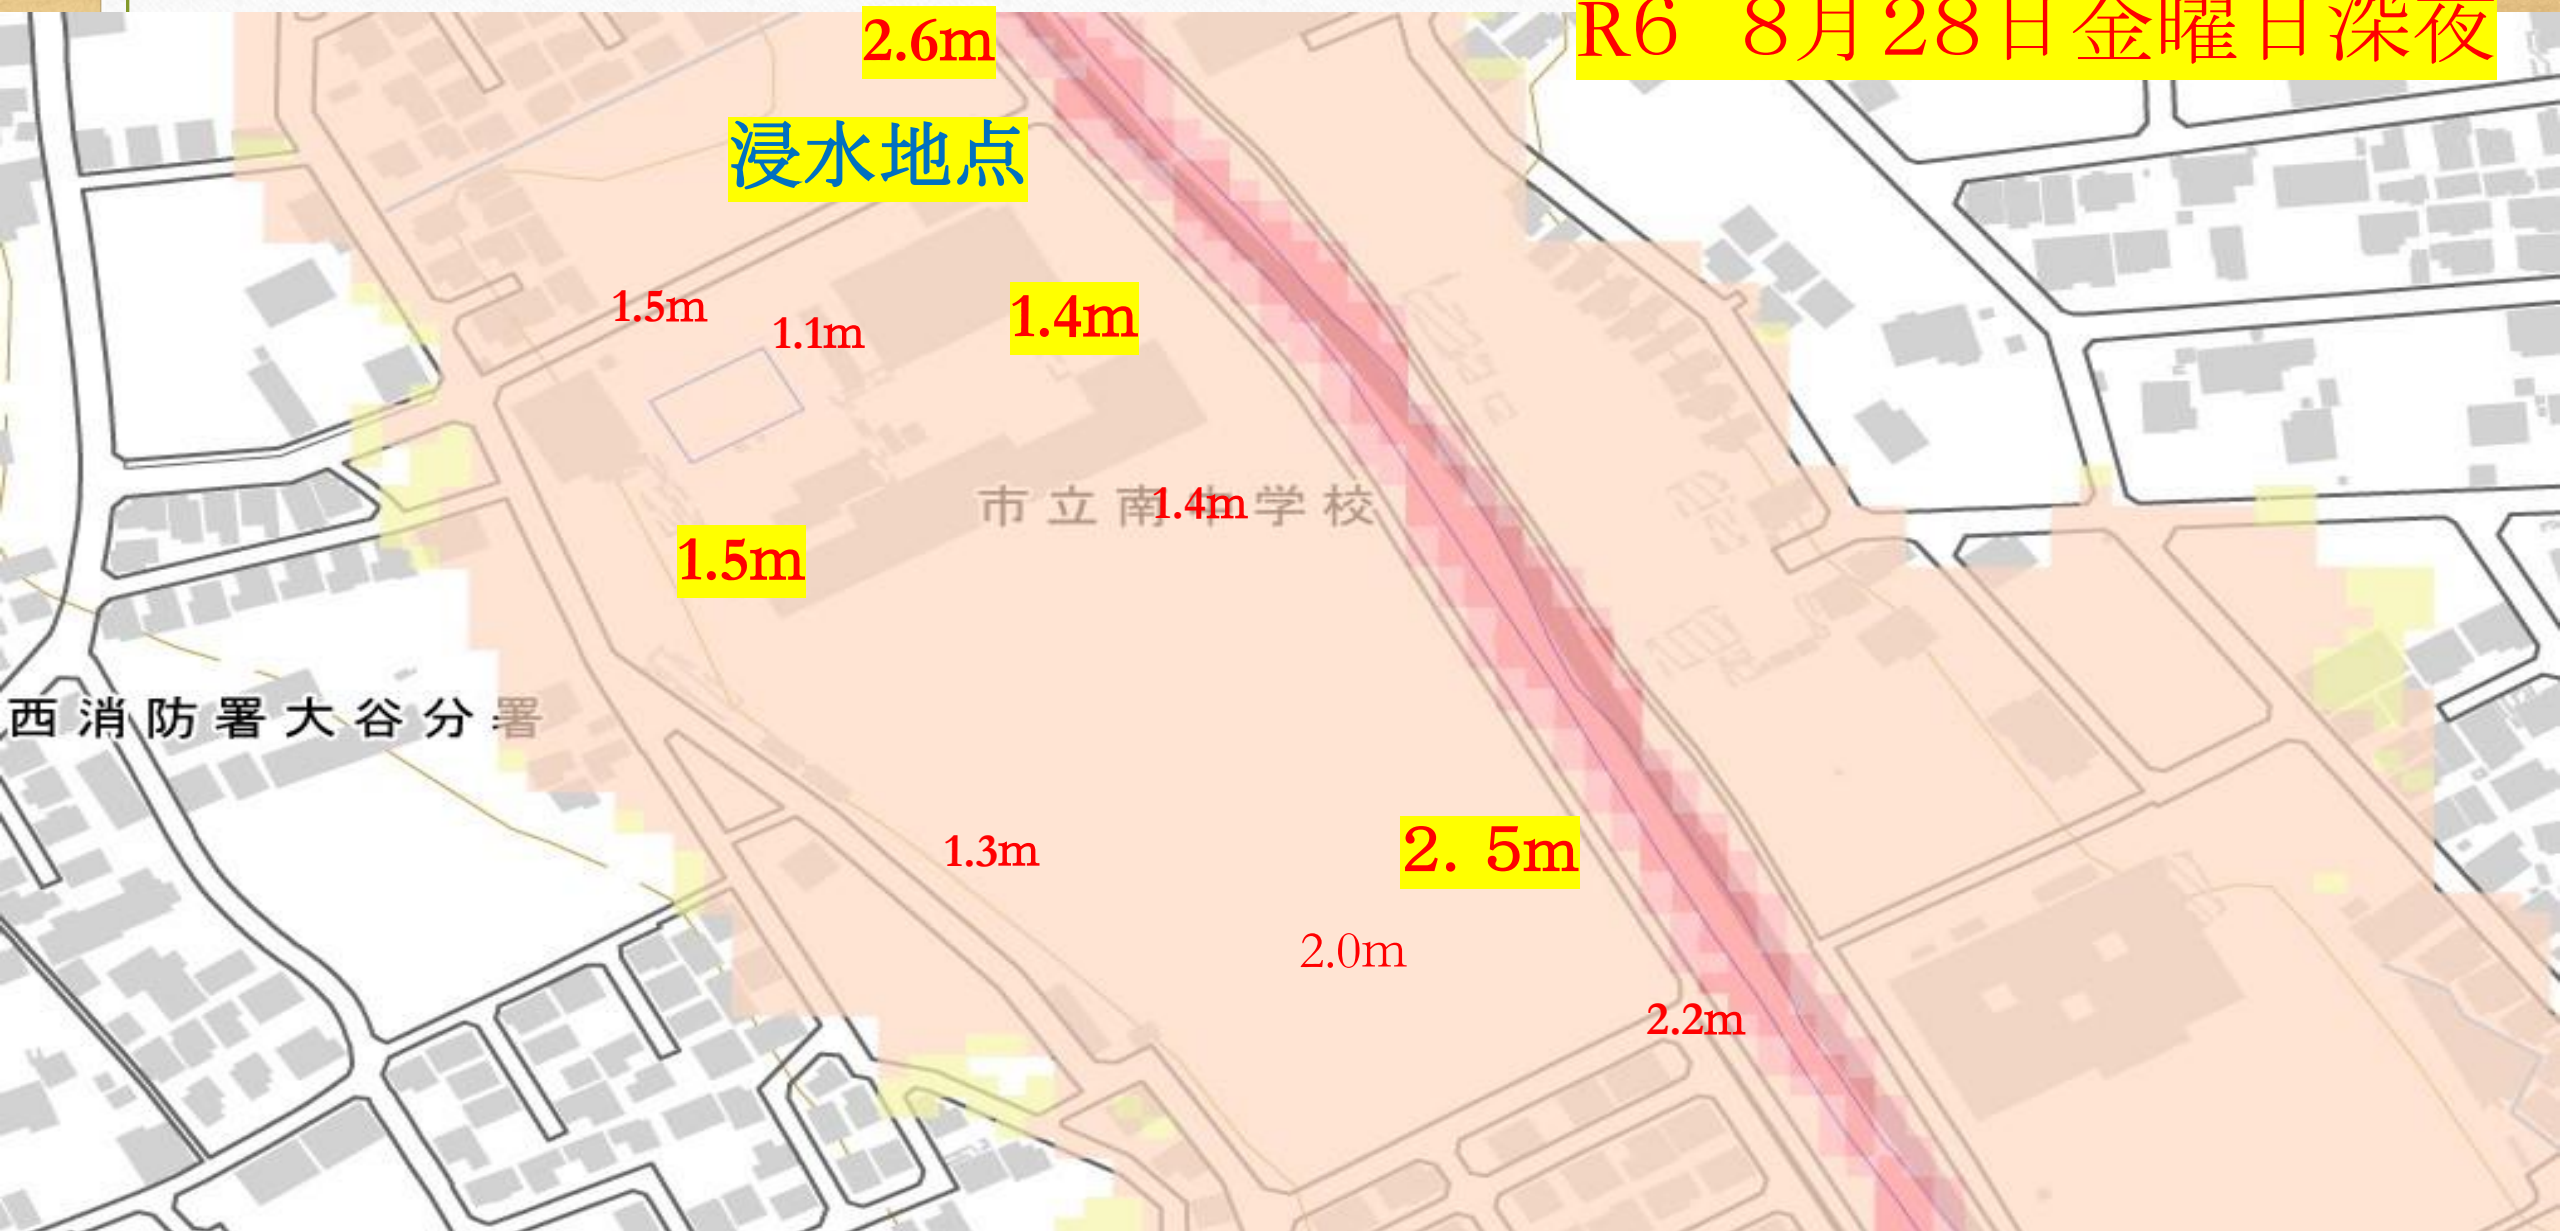 2.6m
R6　8月28日金曜日深夜
浸水地点
1.5m
1.1m
1.4m
市立南中学校
1.4m
1.5m
西消防署大谷分署
1.3m
2．5m
2.0m
2.2m